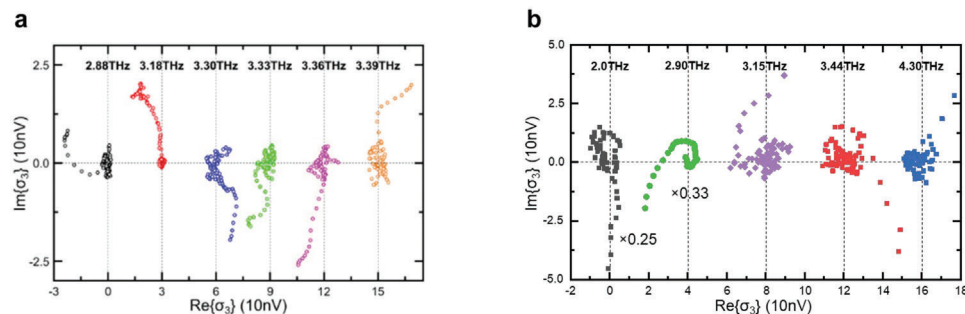 a
2.88THz 3.18THz 3.30THz 3.33THz 3.36THz 3.39THz
2.5
0.0
-2.5
Im{σ₃} (10nV)
-3 0 3 6 9 12 15
Re{σ₃} (10nV)
b
5.0
2.0THz 2.90THz 3.15THz 3.44THz 4.30THz
2.5
0.0
×0.33
-2.5
×0.25
-5.0
Im{σ₃} (10nV)
-2 0 2 4 6 8 10 12 14 16 18
Re{σ₃} (10nV)